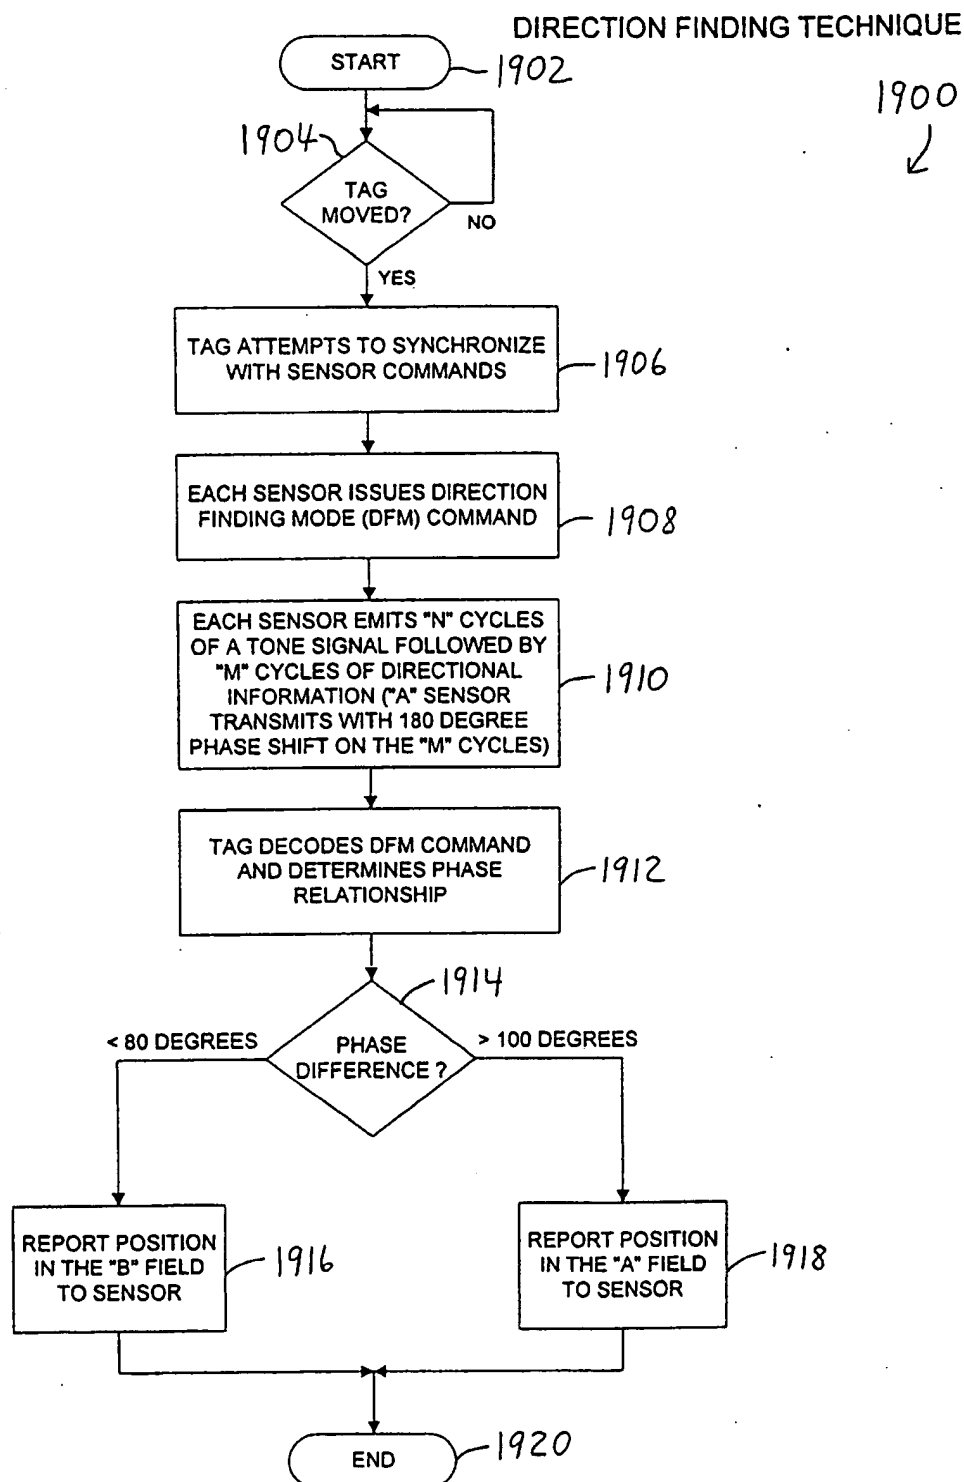 DIRECTION FINDING TECHNIQUE
START
1902
1900
1904
TAG
MOVED?
NO
YES
TAG ATTEMPTS TO SYNCHRONIZE
WITH SENSOR COMMANDS
1906
EACH SENSOR ISSUES DIRECTION
FINDING MODE (DFM) COMMAND
1908
EACH SENSOR EMITS "N" CYCLES
OF A TONE SIGNAL FOLLOWED BY
"M" CYCLES OF DIRECTIONAL
INFORMATION ("A" SENSOR
TRANSMITS WITH 180 DEGREE
PHASE SHIFT ON THE "M" CYCLES)
1910
TAG DECODES DFM COMMAND
AND DETERMINES PHASE
RELATIONSHIP
1912
1914
< 80 DEGREES
PHASE
DIFFERENCE ?
> 100 DEGREES
REPORT POSITION
IN THE "B" FIELD
TO SENSOR
1916
REPORT POSITION
IN THE "A" FIELD
TO SENSOR
1918
END
1920